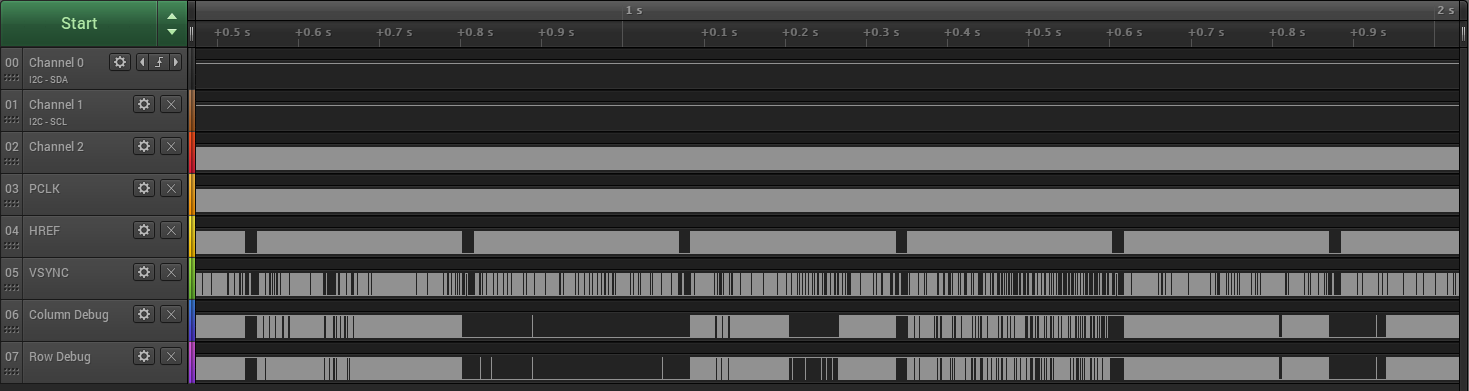 Start
1 s
2 s
+0.5 s +0.6 s +0.7 s +0.8 s +0.9 s +0.1 s +0.2 s +0.3 s +0.4 s +0.5 s +0.6 s +0.7 s +0.8 s +0.9 s
00 Channel 0
I2C - SDA
01 Channel 1
I2C - SCL
02 Channel 2
03 PCLK
04 HREF
05 VSYNC
06 Column Debug
07 Row Debug